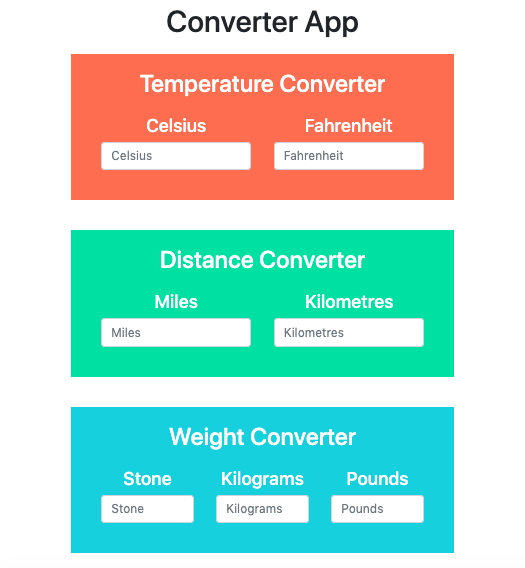 Converter App
Temperature Converter
Celsius Fahrenheit
Celsius Fahrenheit
Distance Converter
Miles Kilometres
Miles Kilometres
Weight Converter
Stone Kilograms Pounds
Stone Kilograms Pounds